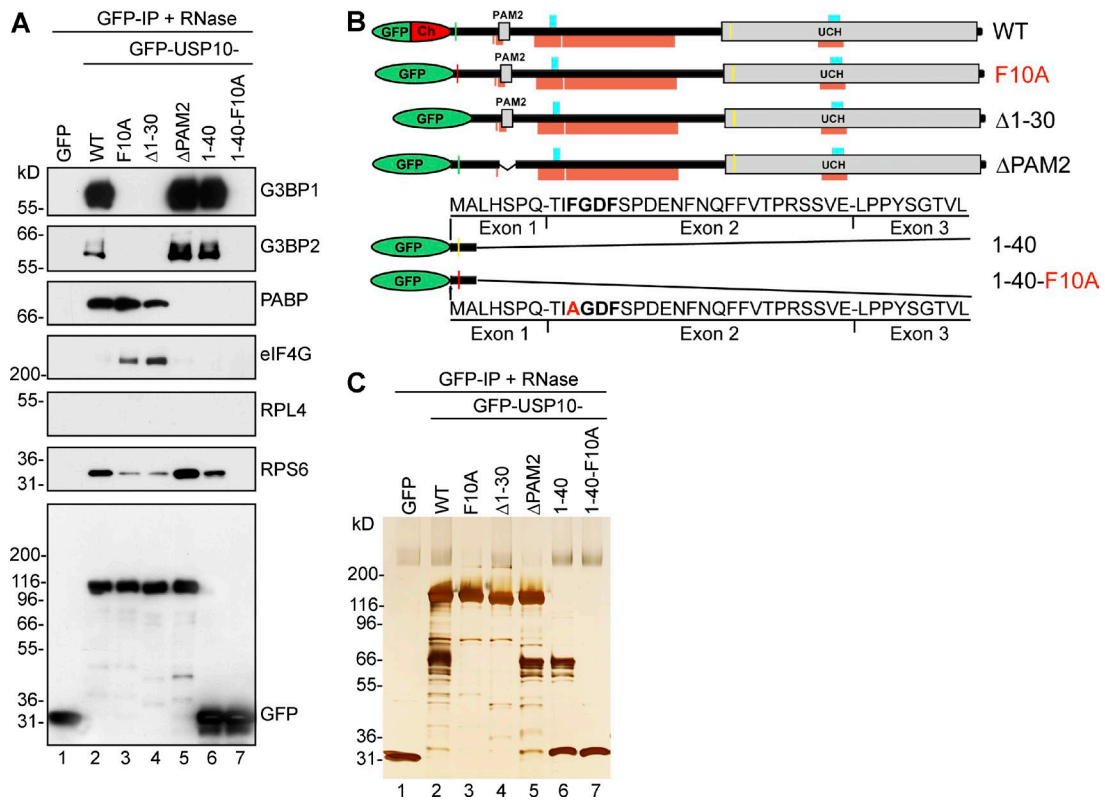 A
GFP-IP + RNase
GFP-USP10-
GFP
WT
F10A
Δ1-30
ΔPAM2
1-40
1-40-F10A
kD
55-
G3BP1
66-
55-
G3BP2
66-
PABP
200-
eIF4G
55-
RPL4
36-
31-
RPS6
200-
116-
96-
66-
55-
36-
31-
GFP
1 2 3 4 5 6 7
B
PAM2
GFP Ch UCH WT
PAM2
GFP UCH F10A
PAM2
GFP UCH Δ1-30
GFP UCH ΔPAM2
MALHSPQ-TIFGDFSPDENFNQFFVTPRSSVE-LPPYSGTVL
Exon 1 Exon 2 Exon 3
GFP 1-40
GFP 1-40-F10A
MALHSPQ-TIAGDFSPDENFNQFFVTPRSSVE-LPPYSGTVL
Exon 1 Exon 2 Exon 3
C
GFP-IP + RNase
GFP-USP10-
GFP
WT
F10A
Δ1-30
ΔPAM2
1-40
1-40-F10A
kD
200-
116-
96-
66-
55-
36-
31-
1 2 3 4 5 6 7